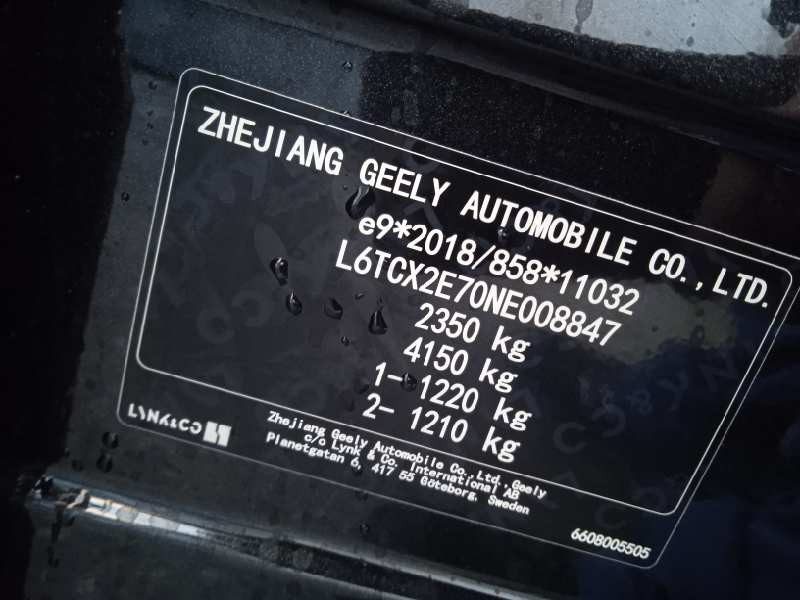 ZHEJIANG GEELY AUTOMOBILE CO.,LTD.
e9*2018/858*11032
L6TCX2E70NE008847
2350 kg
4150 kg
1- 1220 kg
2- 1210 kg
LYNK&CO
Zhejiang Geely Automobile Co.,Ltd.,Geely
c/o Lynk & Co. International AB
Planetgatan 6, 417 55 Göteborg, Sweden
6608005505